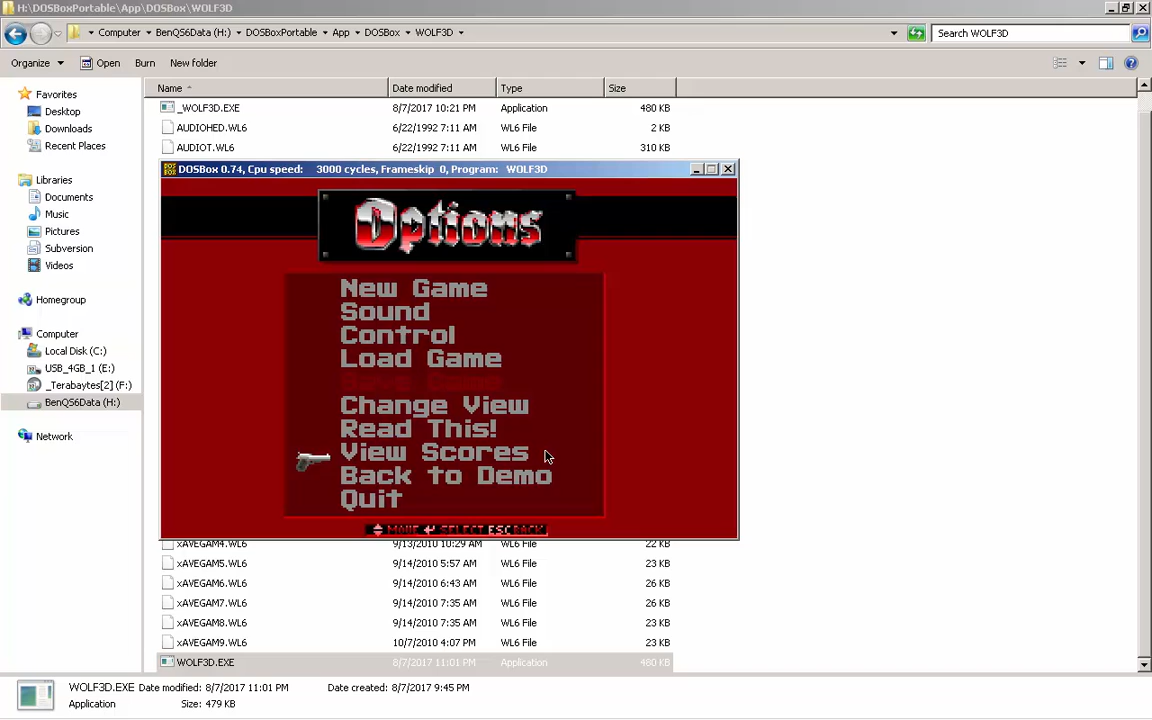 H:\DOSBoxPortable\App\DOSBox\WOLF3D
Computer BenQS6Data (H:) DOSBoxPortable App DOSBox WOLF3D Search WOLF3D
Organize Open Burn New folder
Favorites
Desktop
Downloads
Recent Places
Libraries
Documents
Music
Pictures
Subversion
Videos
Homegroup
Computer
Local Disk (C:)
USB_4GB_1 (E:)
_Terabaytes[2] (F:)
BenQS6Data (H:)
Network
Name Date modified Type Size
_WOLF3D.EXE 8/7/2017 10:21 PM Application 480 KB
AUDIOHED.WL6 6/22/1992 7:11 AM WL6 File 2 KB
AUDIOT.WL6 6/22/1992 7:11 AM WL6 File 310 KB
DOSBox 0.74, Cpu speed: 3000 cycles, Frameskip 0, Program: WOLF3D
Options
New Game
Sound
Control
Load Game
Save Game
Change View
Read This!
View Scores
Back to Demo
Quit
MOVE SELECT ESC BACK
xAVEGAM4.WL6 9/13/2010 10:29 AM WL6 File 22 KB
xAVEGAM5.WL6 9/14/2010 5:57 AM WL6 File 23 KB
xAVEGAM6.WL6 9/14/2010 6:43 AM WL6 File 26 KB
xAVEGAM7.WL6 9/14/2010 7:35 AM WL6 File 26 KB
xAVEGAM8.WL6 9/14/2010 7:35 AM WL6 File 23 KB
xAVEGAM9.WL6 10/7/2010 4:07 PM WL6 File 23 KB
WOLF3D.EXE 8/7/2017 11:01 PM Application 480 KB
WOLF3D.EXE Date modified: 8/7/2017 11:01 PM Date created: 8/7/2017 9:45 PM
Application Size: 479 KB